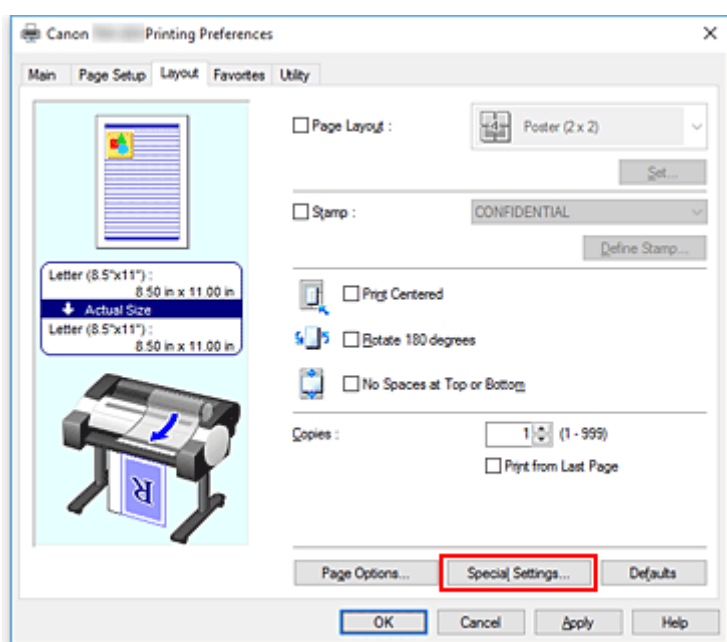 Canon Printing Preferences
Main Page Setup Layout Favorites Utility
Page Layout :
Poster (2 x 2)
Set...
Stamp :
CONFIDENTIAL
Define Stamp...
Letter (8.5"x11") :
8.50 in x 11.00 in
Actual Size
Letter (8.5"x11") :
8.50 in x 11.00 in
Print Centered
Rotate 180 degrees
No Spaces at Top or Bottom
Copies :
1 (1 - 999)
Print from Last Page
R
Page Options... Special Settings... Defaults
OK Cancel Apply Help